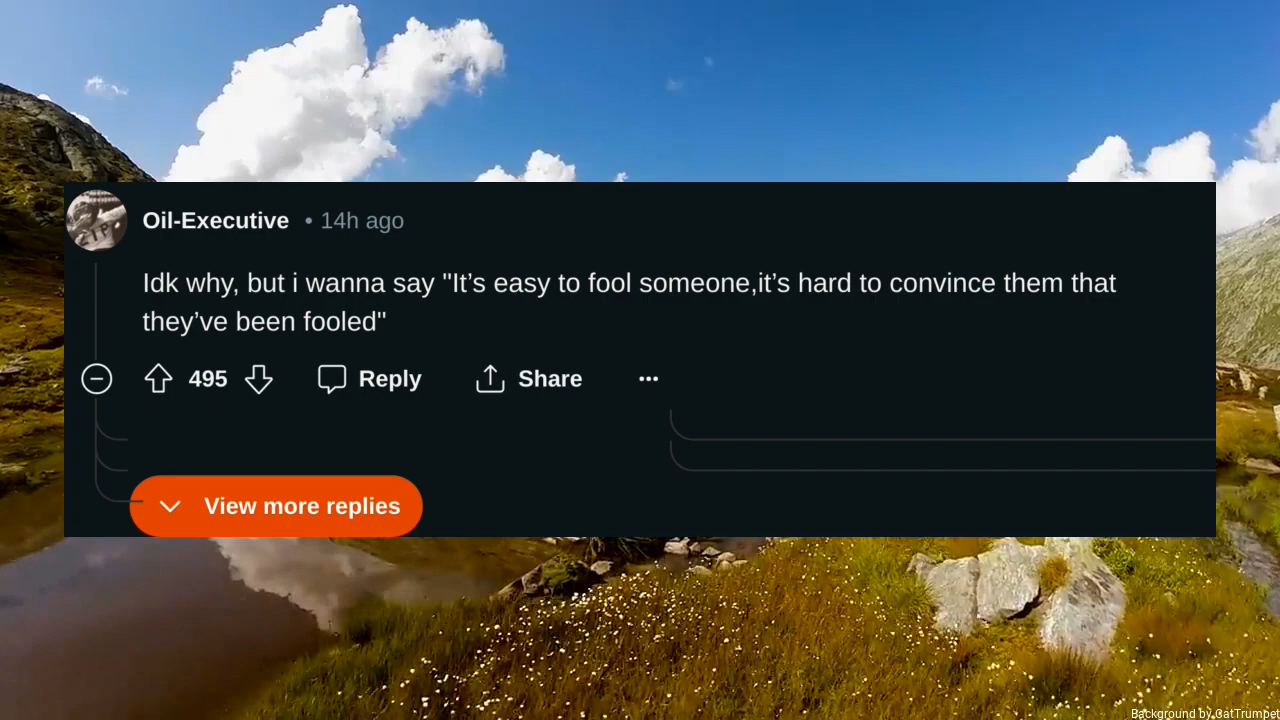 Oil-Executive • 14h ago
Idk why, but i wanna say "It’s easy to fool someone,it’s hard to convince them that
they’ve been fooled"
495 Reply Share
View more replies
Background by CatTrumpet